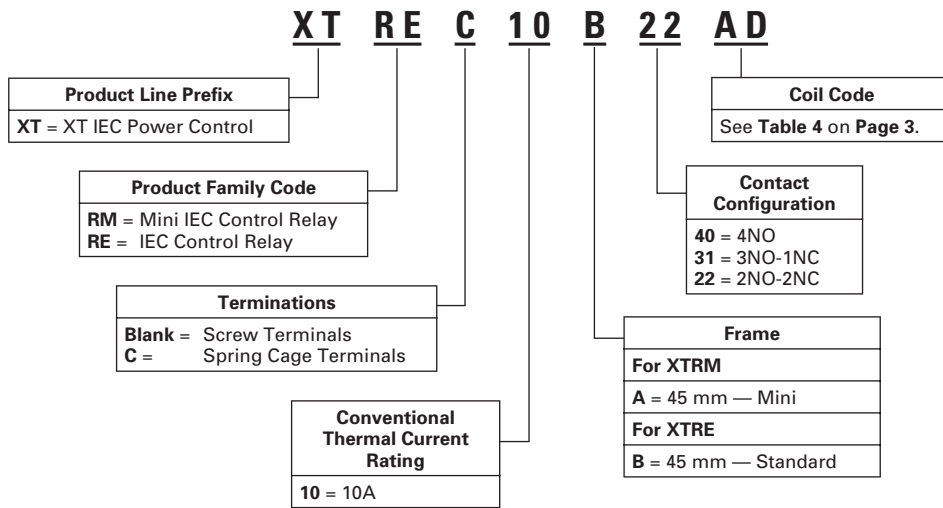 XT RE C 10 B 22 AD
Product Line Prefix
XT = XT IEC Power Control
Coil Code
See Table 4 on Page 3.
Product Family Code
RM = Mini IEC Control Relay
RE = IEC Control Relay
Contact
Configuration
40 = 4NO
31 = 3NO-1NC
22 = 2NO-2NC
Terminations
Blank = Screw Terminals
C = Spring Cage Terminals
Frame
For XTRM
A = 45 mm — Mini
For XTRE
B = 45 mm — Standard
Conventional
Thermal Current
Rating
10 = 10A